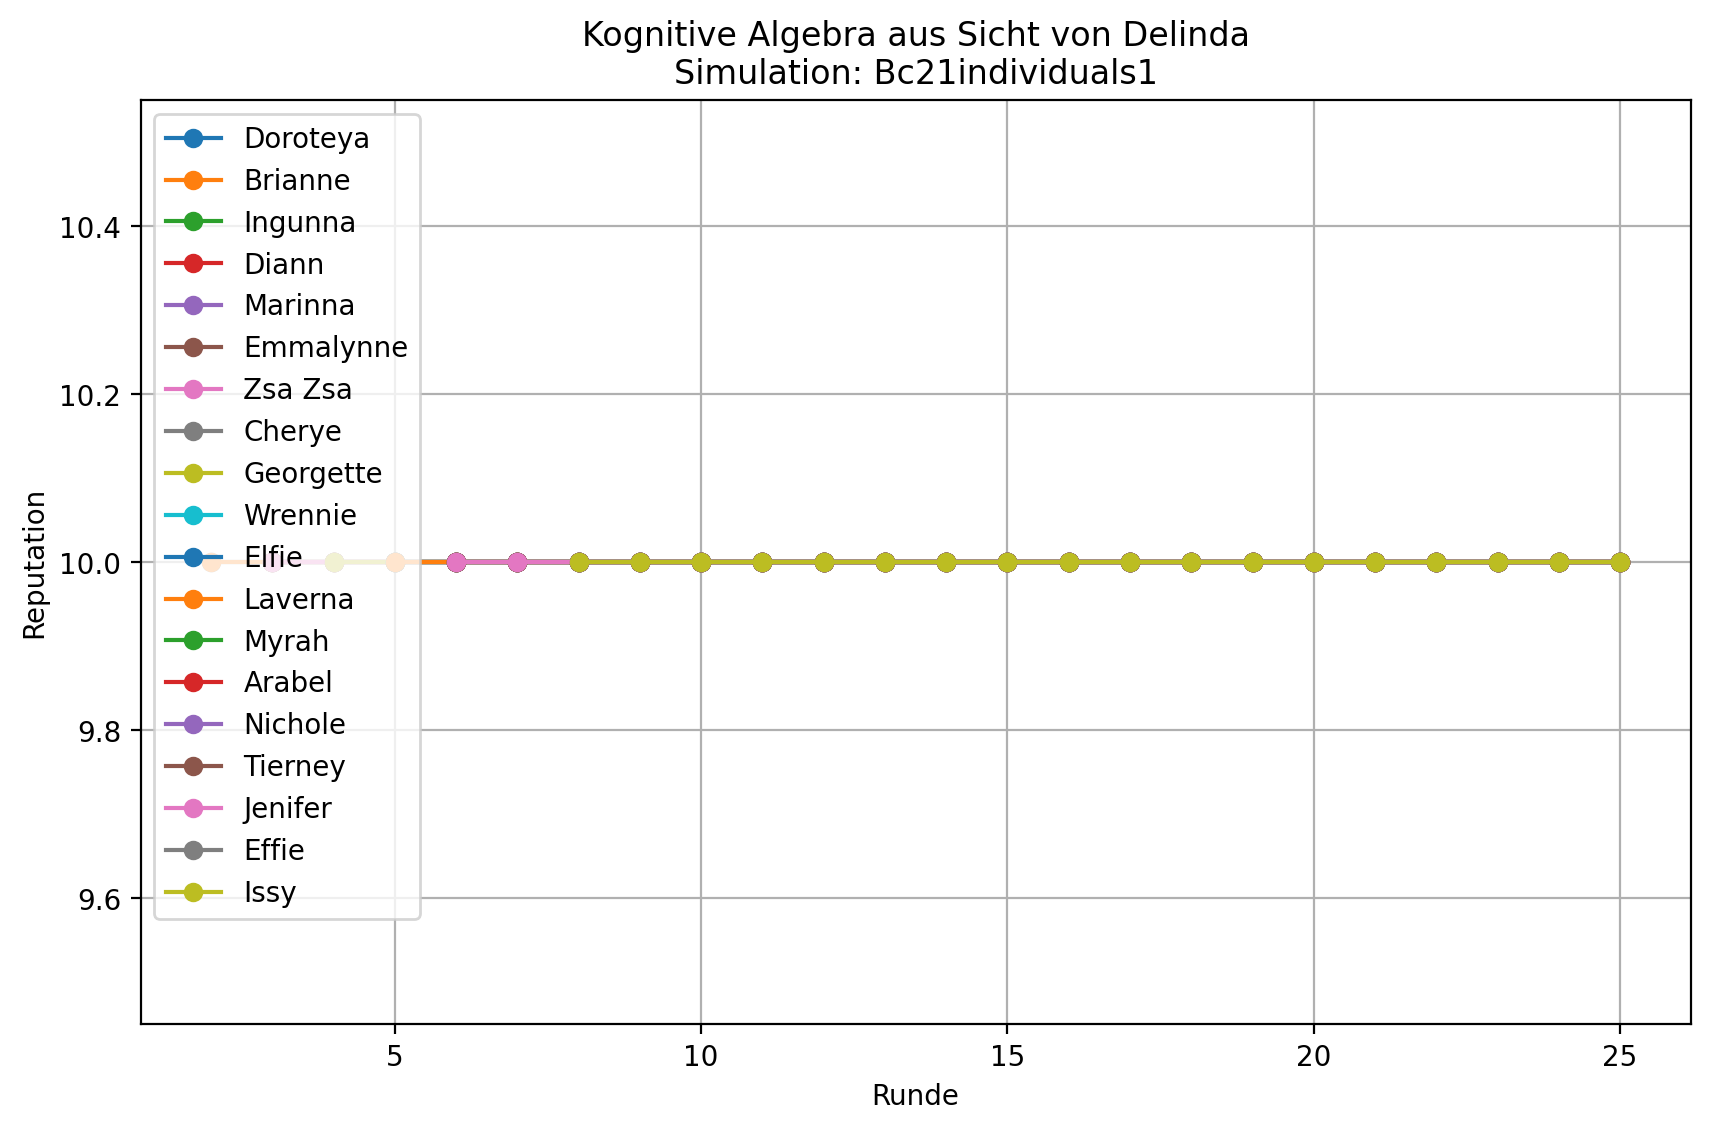 Kognitive Algebra aus Sicht von Delinda
Simulation: Bc21individuals1
Doroteya
Brianne
Ingunna
Diann
Marinna
Emmalynne
Zsa Zsa
Cherye
Georgette
Wrennie
Elfie
Laverna
Myrah
Arabel
Nichole
Tierney
Jenifer
Effie
Issy
Reputation
10.4
10.2
10.0
9.8
9.6
5
10
15
20
25
Runde